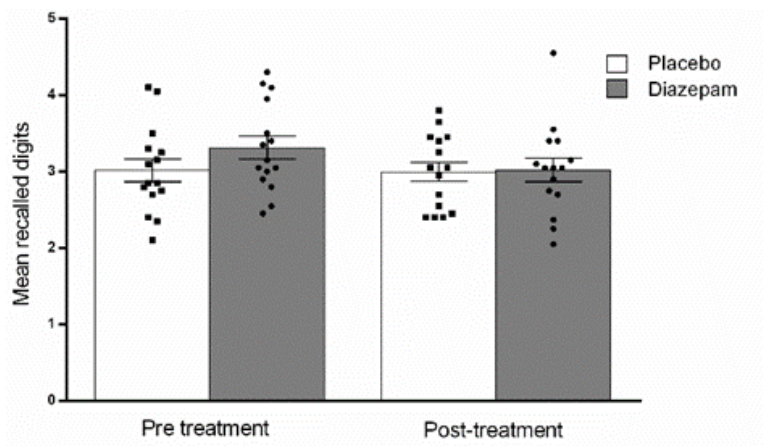 Mean recalled digits
5
4
3
2
1
0
Placebo
Diazepam
Pre treatment
Post-treatment